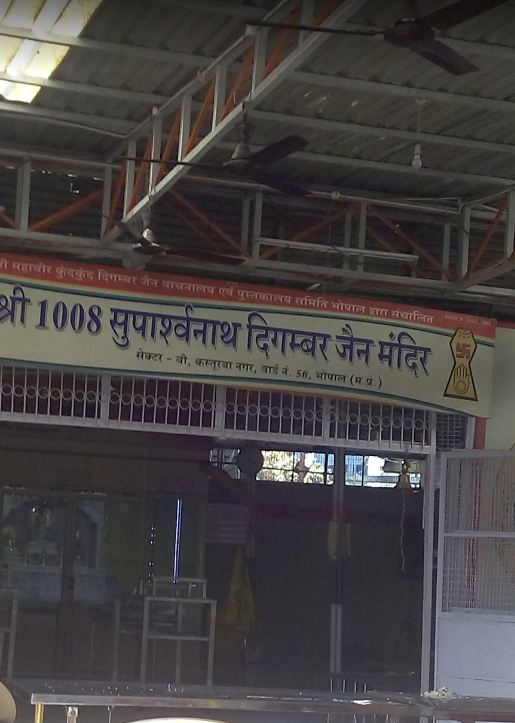 श्री महावीर कुंदकुंद दिगम्बर जैन वाचनालय एवं पुस्तकालय समिति भोपाल द्वारा संचालित
श्री 1008 सुपार्श्वनाथ दिगम्बर जैन मंदिर
सेक्टर - बी, कस्तूरबा नगर, वार्ड नं. 50, भोपाल (म प्र.)